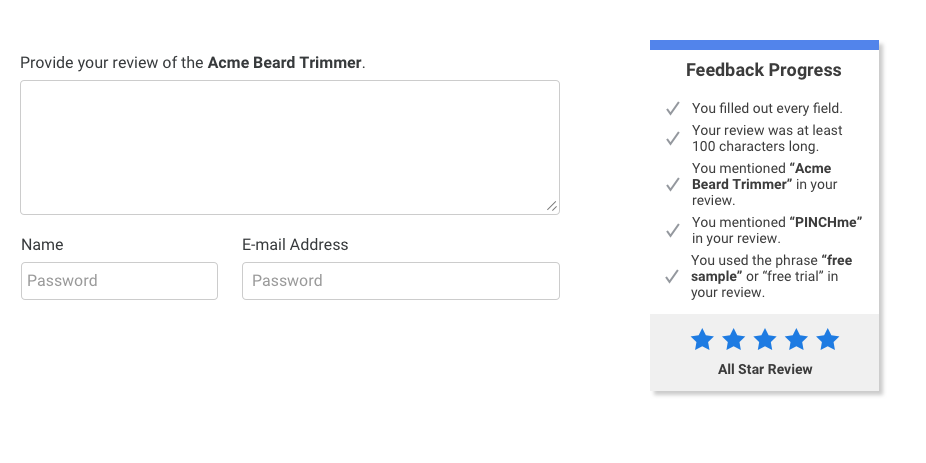 Provide your review of the Acme Beard Trimmer.
Name
E-mail Address
Password
Password
Feedback Progress
You filled out every field.
Your review was at least
100 characters long.
You mentioned “Acme
Beard Trimmer” in your
review.
You mentioned “PINCHme”
in your review.
You used the phrase “free
sample” or “free trial” in
your review.
All Star Review